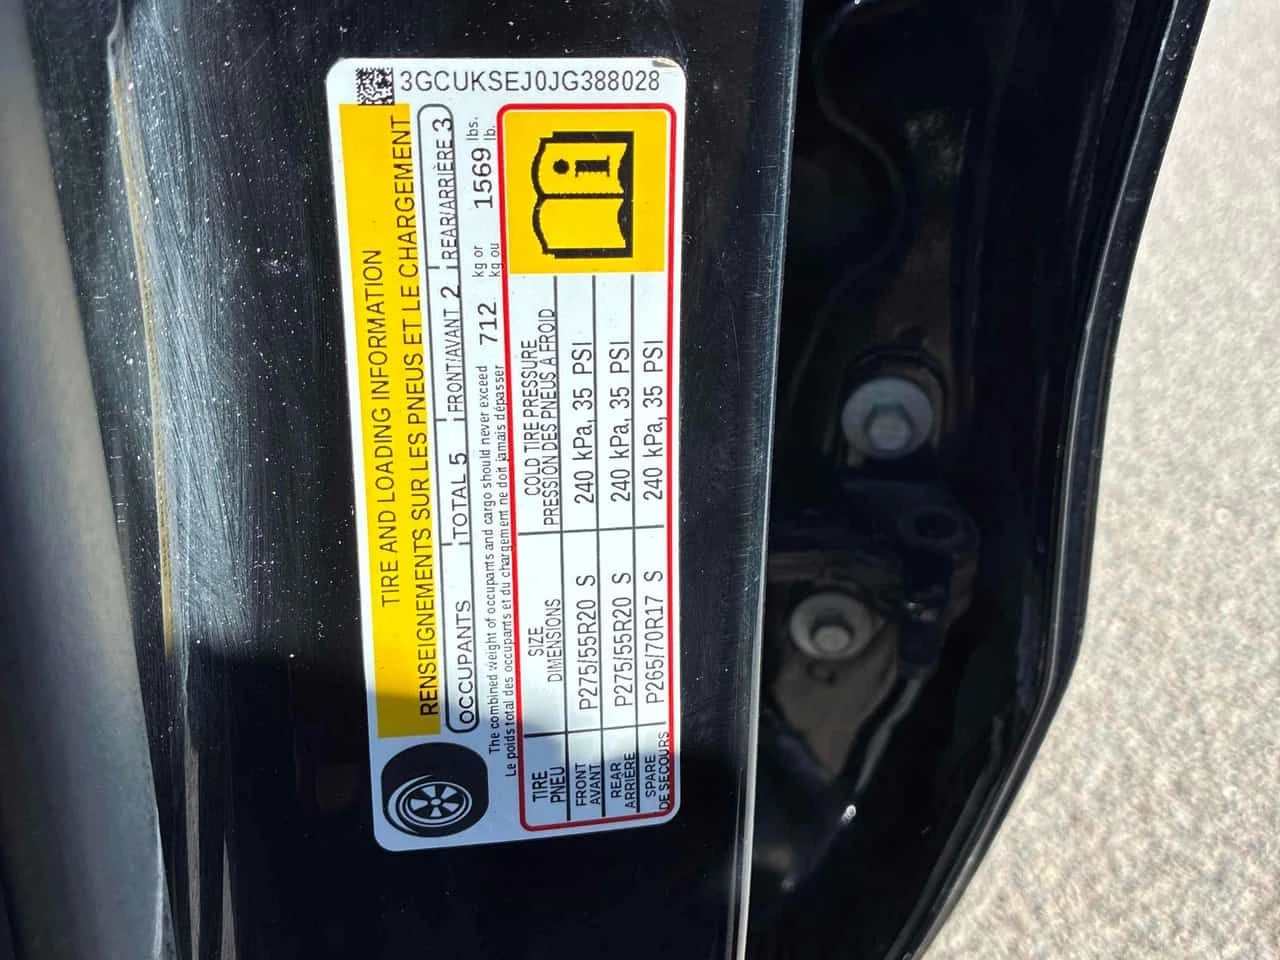 3GCUKSEJ0JG388028
TIRE AND LOADING INFORMATION
RENSEIGNEMENTS SUR LES PNEUS ET LE CHARGEMENT
OCCUPANTS TOTAL 5 FRONT/AVANT 2 REAR/ARRIÈRE 3
The combined weight of occupants and cargo should never exceed 712 kg or 1569 lbs.
Le poids total des occupants et du chargement ne doit jamais dépasser kg ou lb.
TIRE SIZE COLD TIRE PRESSURE
PNEU DIMENSIONS PRESSION DES PNEUS À FROID
FRONT
AVANT P275/55R20 S 240 kPa, 35 PSI
REAR
ARRIÈRE P275/55R20 S 240 kPa, 35 PSI
SPARE
DE SECOURS P265/70R17 S 240 kPa, 35 PSI
i